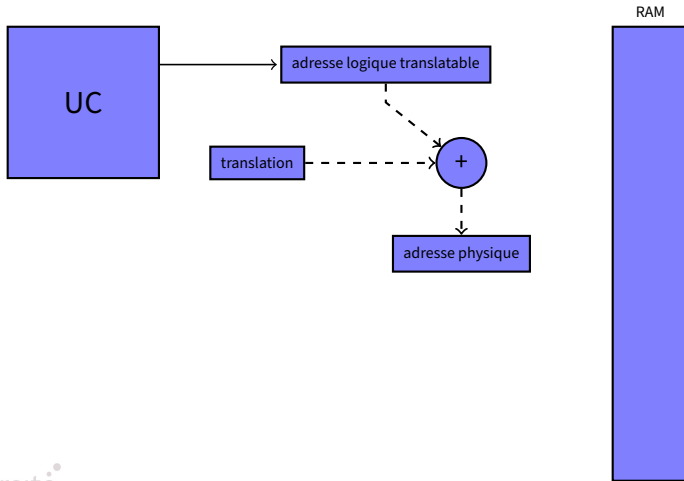 RAM
UC
adresse logique translatable
translation
+
adresse physique